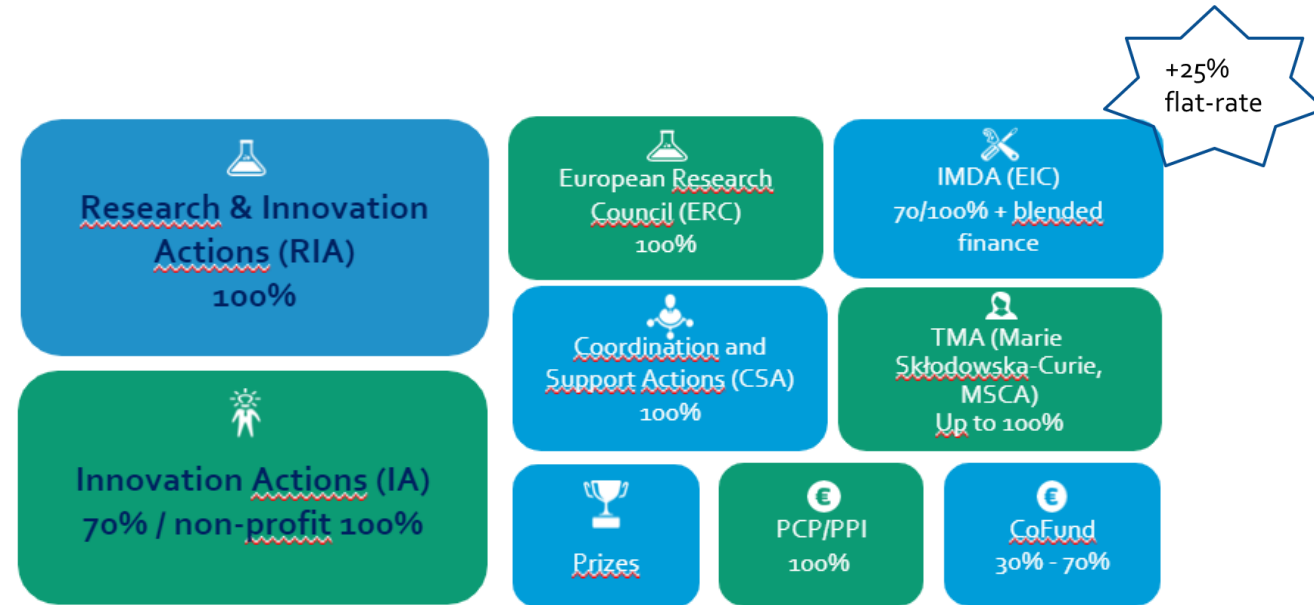 +25%
flat-rate
Research & Innovation
Actions (RIA)
100%
European Research
Council (ERC)
100%
IMDA (EIC)
70/100% + blended
finance
Coordination and
Support Actions (CSA)
100%
TMA (Marie
Skłodowska-Curie,
MSCA)
Up to 100%
Innovation Actions (IA)
70% / non-profit 100%
Prizes
€
PCP/PPI
100%
€
CoFund
30% - 70%